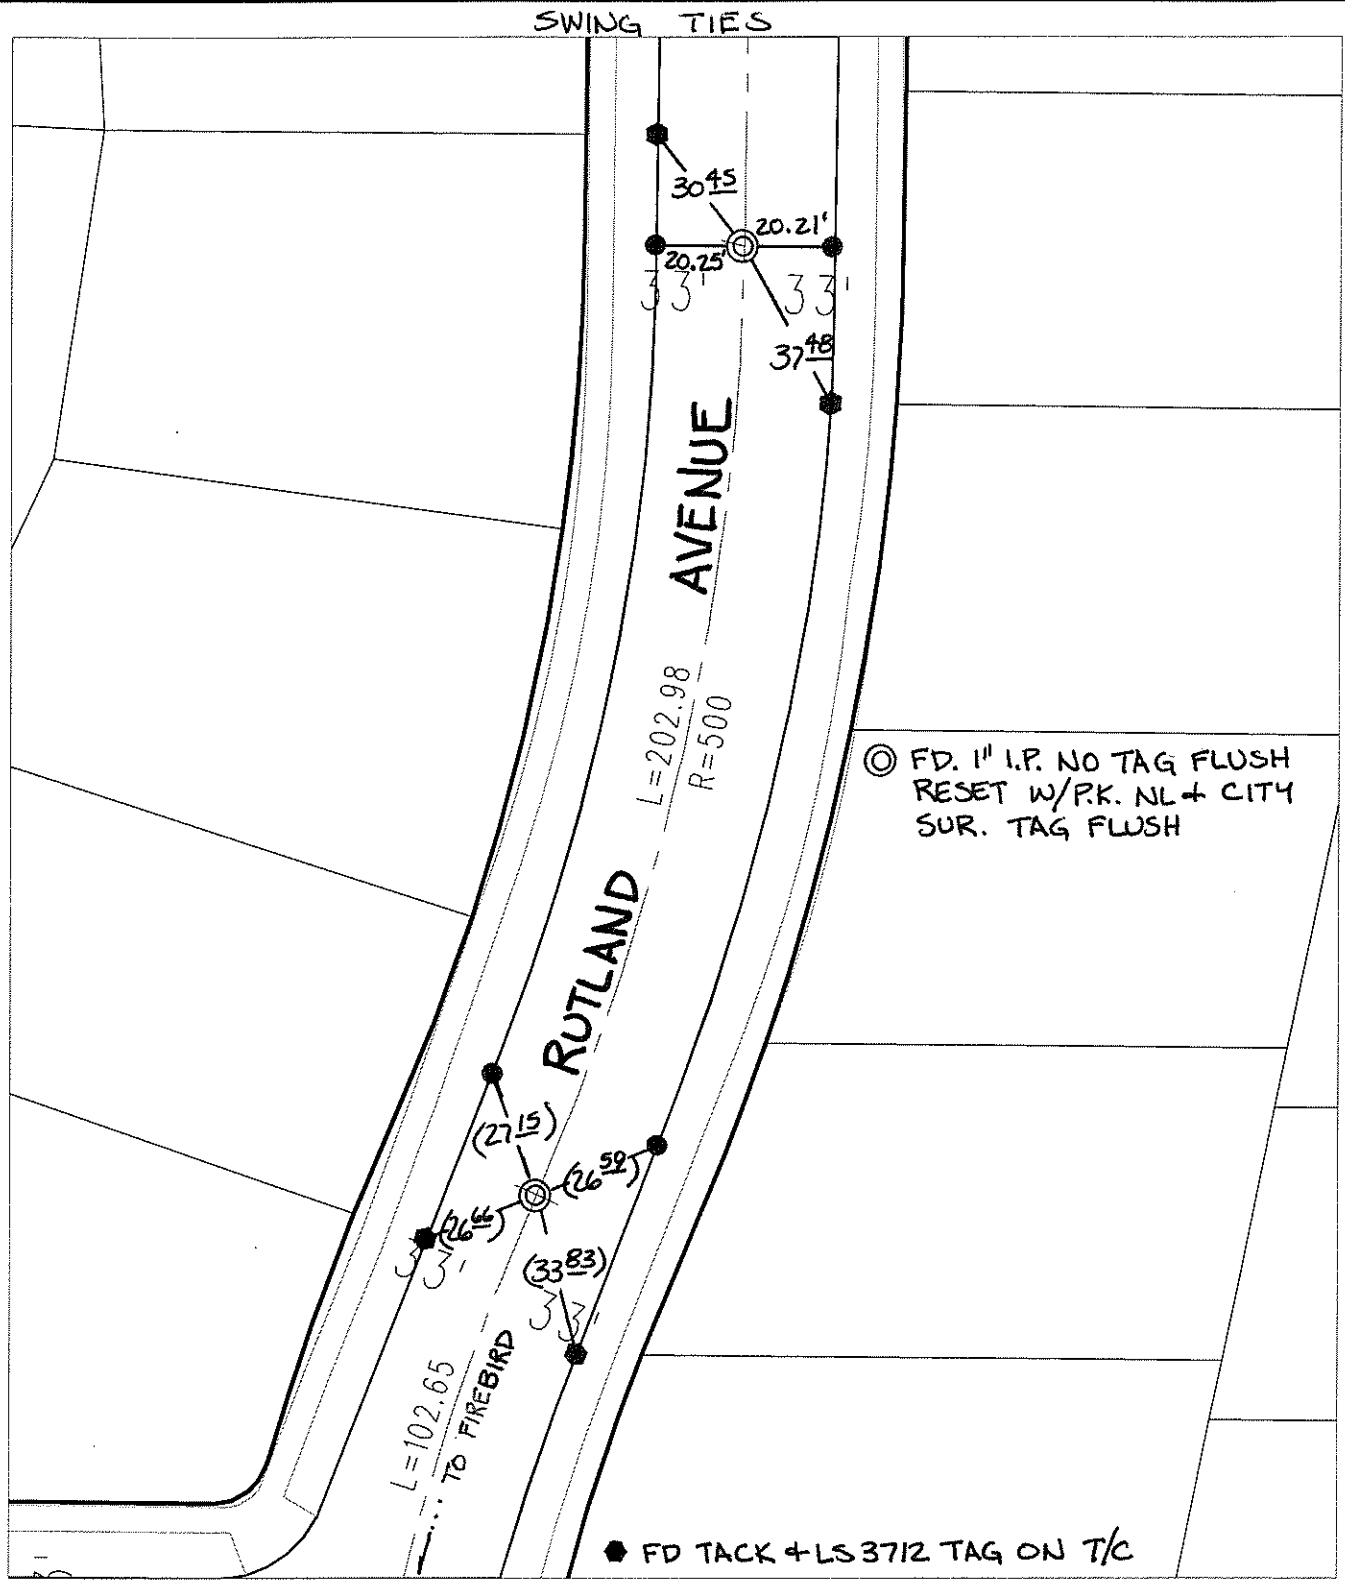 SWING TIES
30 45
20.21'
20.25'
33'
33'
37 48
AVENUE
L=202.98
R=500
◎ FD. 1" I.P. NO TAG FLUSH
RESET W/P.K. NL & CITY
SUR. TAG FLUSH
RUTLAND
(27 15)
(26 59)
(26 66)
33'
(33 83)
33'
L=102.65
.... TO FIREBIRD
● FD TACK & LS 3712 TAG ON T/C